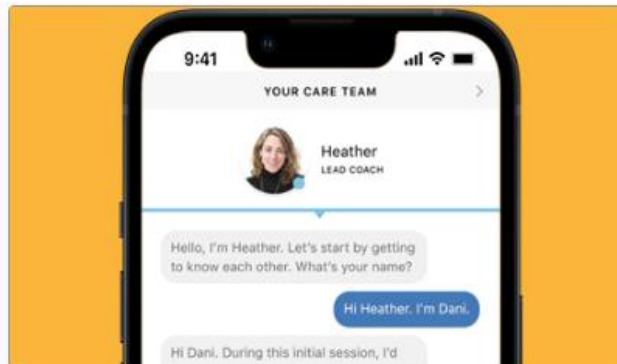 9:41
YOUR CARE TEAM
Heather
LEAD COACH
Hello, I'm Heather. Let's start by getting
to know each other. What's your name?
Hi Heather. I'm Dani.
Hi Dani. During this initial session, I'd